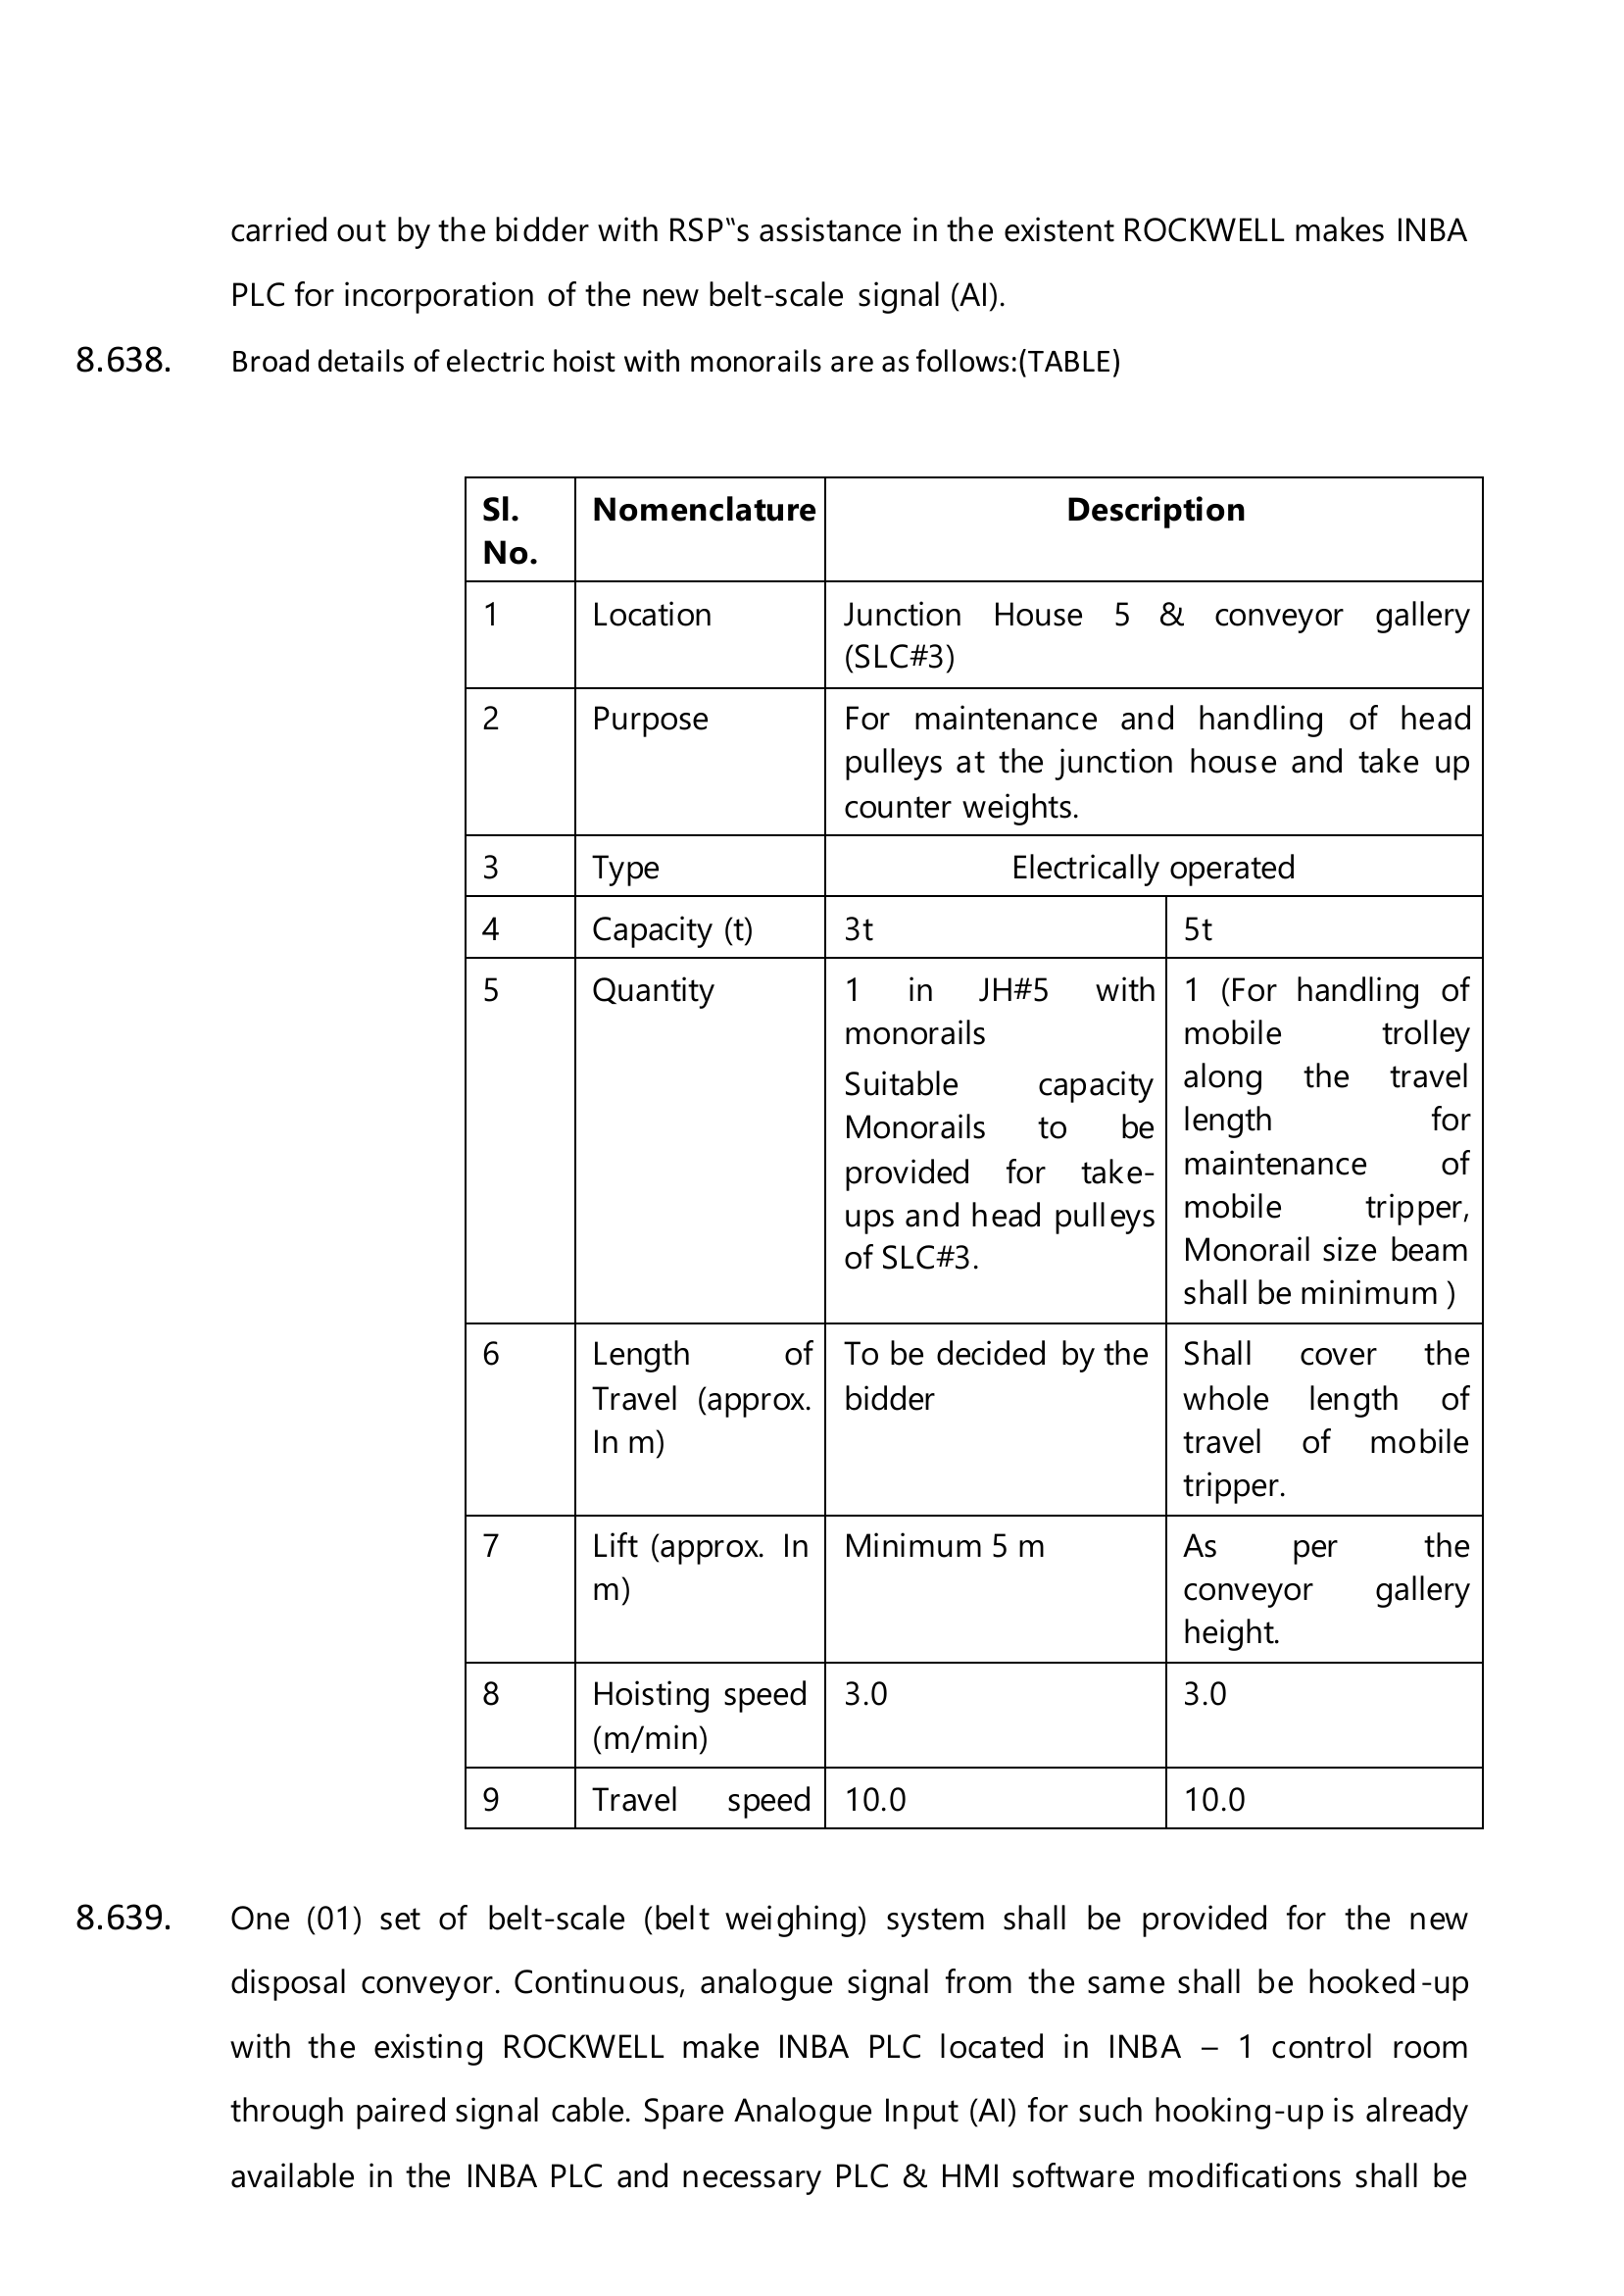 carried out by the bidder with RSP‟s assistance in the existent ROCKWELL makes INBA
PLC for incorporation of the new belt-scale signal (AI).
8.638. Broad details of electric hoist with monorails are as follows:(TABLE)
Sl. Nomenclature Description
No.
1 Location Junction House 5 & conveyor gallery
(SLC#3)
2 Purpose For maintenance and handling of head
pulleys at the junction house and take up
counter weights.
3 Type Electrically operated
4 Capacity (t) 3t 5t
5 Quantity 1 in JH#5 with 1 (For handling of
monorails mobile trolley
Suitable capacity along the travel
Monorails to be length for
provided for take- maintenance of
ups and head pulleys mobile tripper,
of SLC#3. Monorail size beam
shall be minimum )
6 Length of To be decided by the Shall cover the
Travel (approx. bidder whole length of
In m) travel of mobile
tripper.
7 Lift (approx. In Minimum 5 m As per the
m) conveyor gallery
height.
8 Hoisting speed 3.0 3.0
(m/min)
9 Travel speed 10.0 10.0
8.639. One (01) set of belt-scale (belt weighing) system shall be provided for the new
disposal conveyor. Continuous, analogue signal from the same shall be hooked-up
with the existing ROCKWELL make INBA PLC located in INBA – 1 control room
through paired signal cable. Spare Analogue Input (AI) for such hooking-up is already
available in the INBA PLC and necessary PLC & HMI software modifications shall be